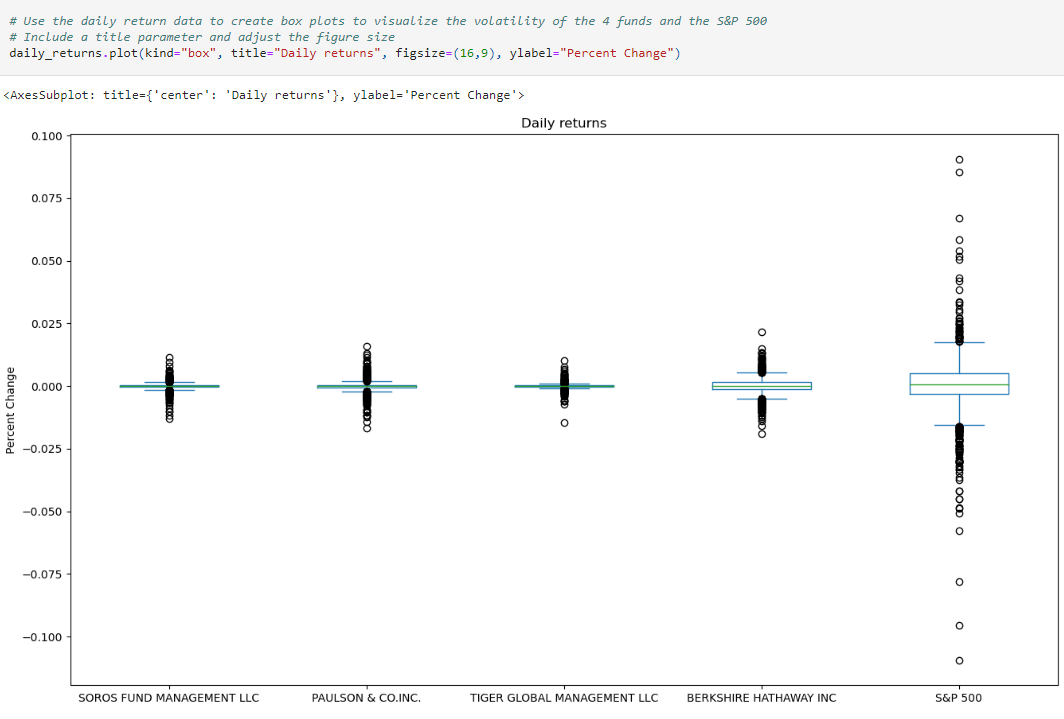 # Use the daily return data to create box plots to visualize the volatility of the 4 funds and the S&P 500
# Include a title parameter and adjust the figure size
daily_returns.plot(kind="box", title="Daily returns", figsize=(16,9), ylabel="Percent Change")
<AxesSubplot: title={'center': 'Daily returns'}, ylabel='Percent Change'>
Daily returns
0.100
0.075
0.050
0.025
0.000
−0.025
−0.050
−0.075
−0.100
Percent Change
SOROS FUND MANAGEMENT LLC PAULSON & CO.INC. TIGER GLOBAL MANAGEMENT LLC BERKSHIRE HATHAWAY INC S&P 500